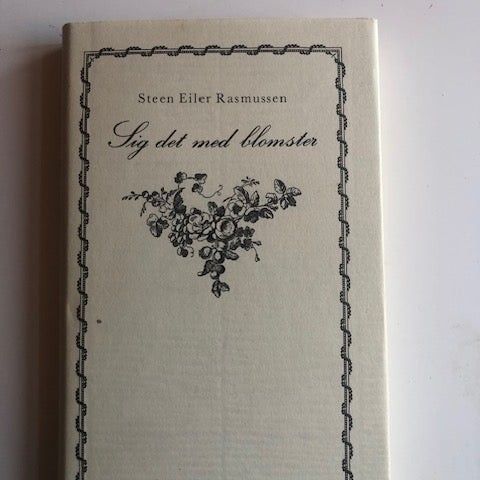 Steen Eiler Rasmussen
Sig det med blomster